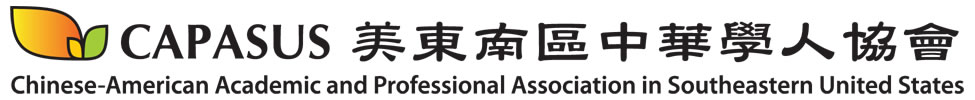 CAPASUS 美東南區中華學人協會
Chinese-American Academic and Professional Association in Southeastern United States